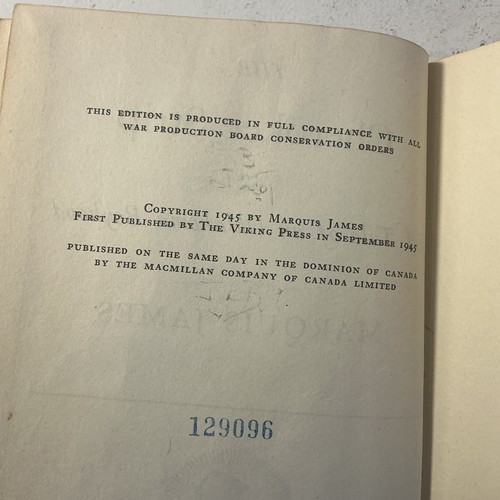 THIS EDITION IS PRODUCED IN FULL COMPLIANCE WITH ALL
WAR PRODUCTION BOARD CONSERVATION ORDERS
COPYRIGHT 1945 BY MARQUIS JAMES
FIRST PUBLISHED BY THE VIKING PRESS IN SEPTEMBER 1945
PUBLISHED ON THE SAME DAY IN THE DOMINION OF CANADA
BY THE MACMILLAN COMPANY OF CANADA LIMITED
MARQUIS JAMES
129096